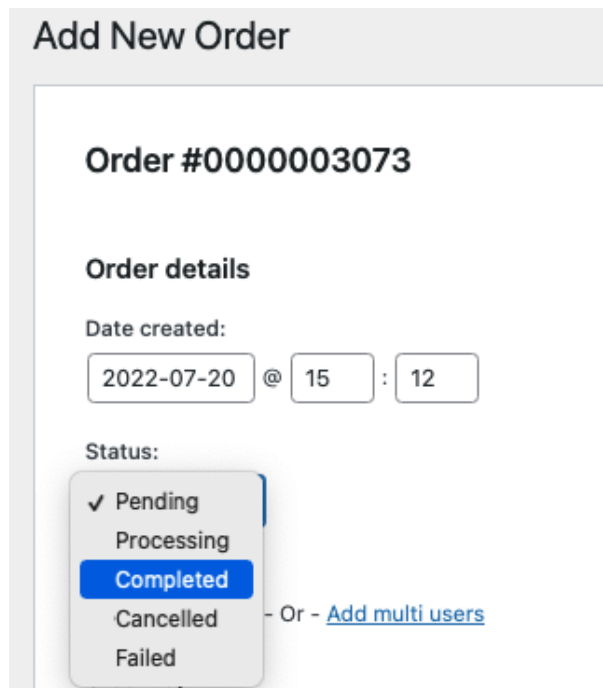 Add New Order
Order #0000003073
Order details
Date created:
2022-07-20 @ 15 : 12
Status:
✓ Pending
Processing
Completed
Cancelled - Or - Add multi users
Failed